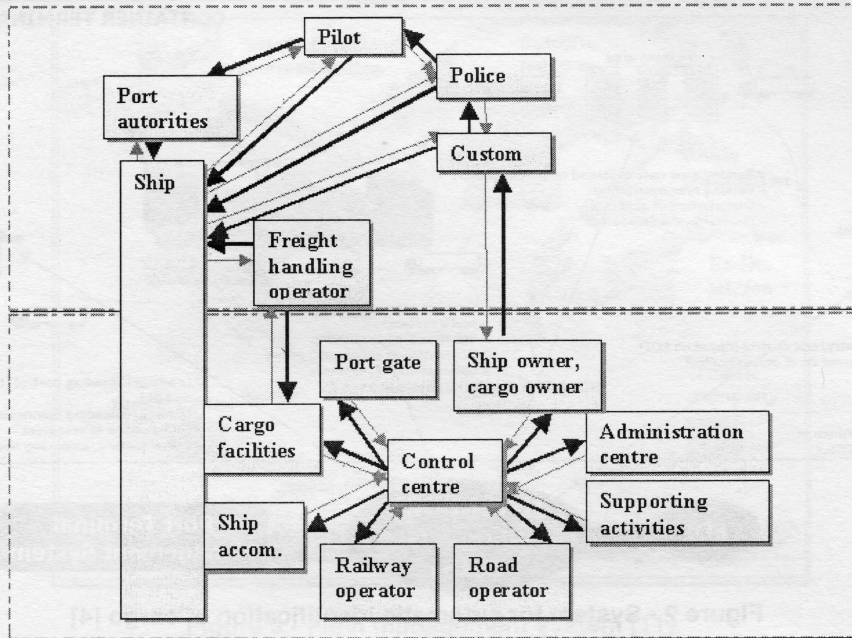 Pilot
Police
Port
autorities
Custom
Ship
Freight
handling
operator
Port gate
Ship owner,
cargo owner
Cargo
facilities
Control
centre
Administration
centre
Ship
accom.
Supporting
activities
Railway
operator
Road
operator